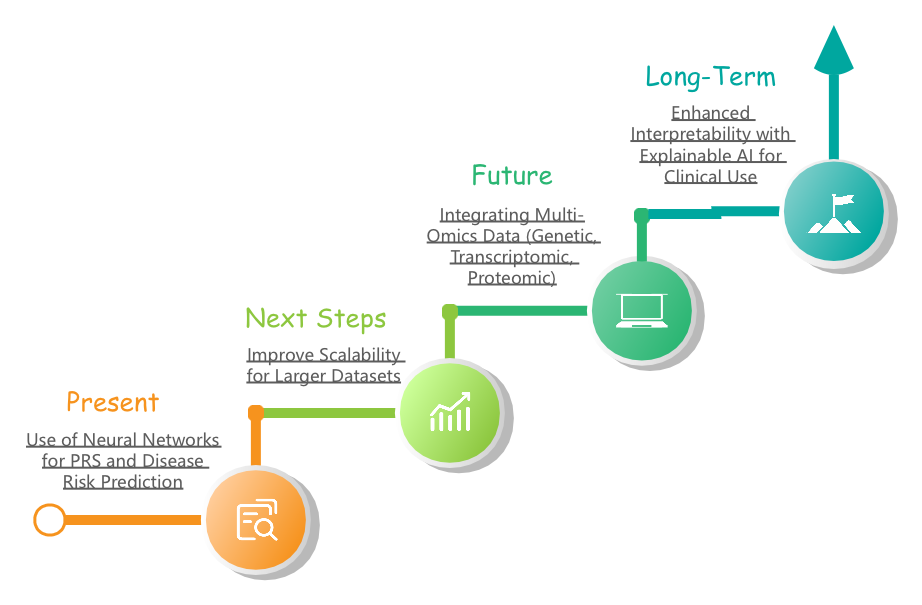 Long-Term
Enhanced
Interpretability with
Explainable AI for
Clinical Use
Future
Integrating Multi-
Omics Data (Genetic,
Transcriptomic,
Proteomic)
Next Steps
Improve Scalability
for Larger Datasets
Present
Use of Neural Networks
for PRS and Disease
Risk Prediction